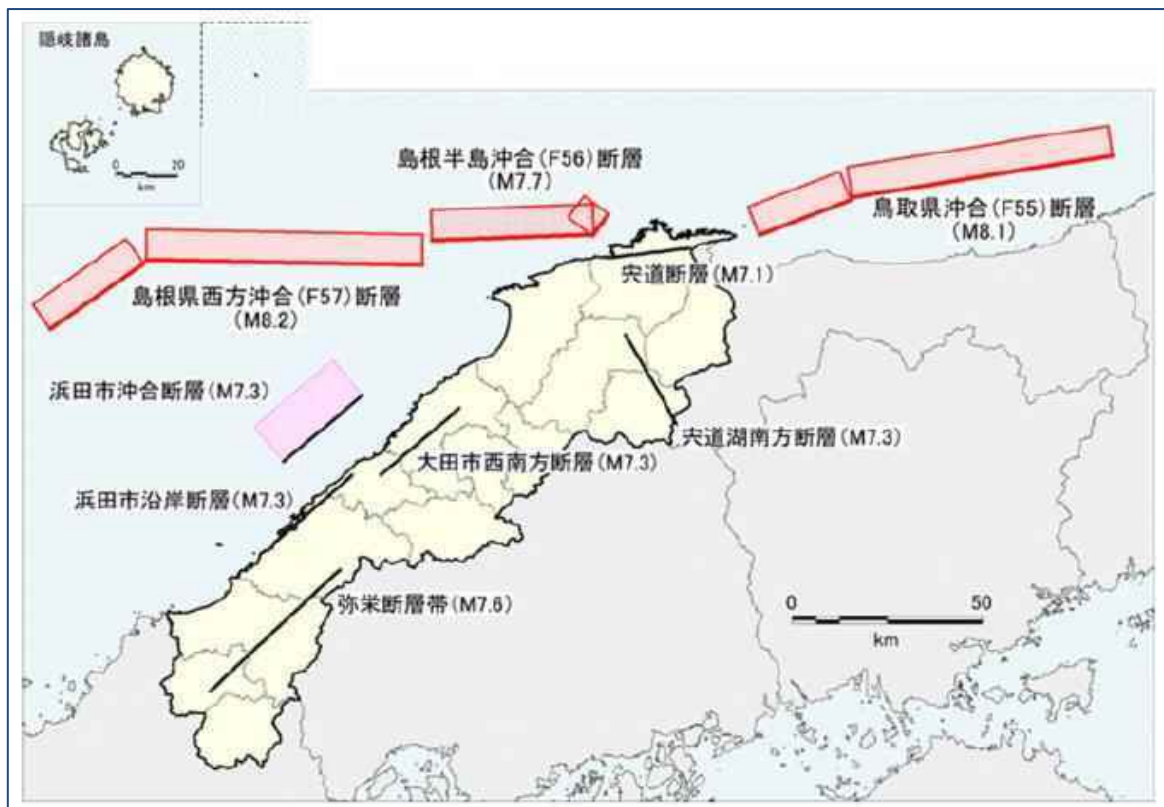 隠岐諸島
0 20
km
島根半島沖合(F56)断層
(M7.7)
鳥取県沖合(F55)断層
(M8.1)
宍道断層(M7.1)
島根県西方沖合(F57)断層
(M8.2)
浜田市沖合断層(M7.3)
宍道湖南方断層(M7.3)
大田市西南方断層(M7.3)
浜田市沿岸断層(M7.3)
弥栄断層帯(M7.6)
0 50
km